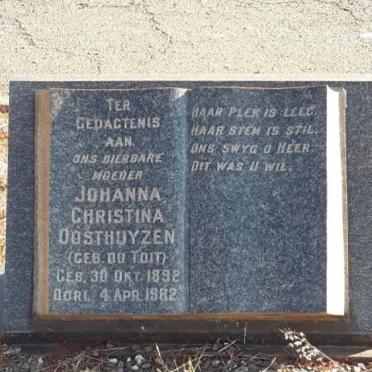 TER
GEDAGTENIS
AAN
ONS DIERBARE
MOEDER
JOHANNA
CHRISTINA
OOSTHUYZEN
(GEB. DU TOIT)
GEB. 30 OKT. 1892
OORL. 4 APR. 1982
HAAR PLEK IS LEEG.
HAAR STEM IS STIL.
ONS SWYG O HEER.
DIT WAS U WIL.